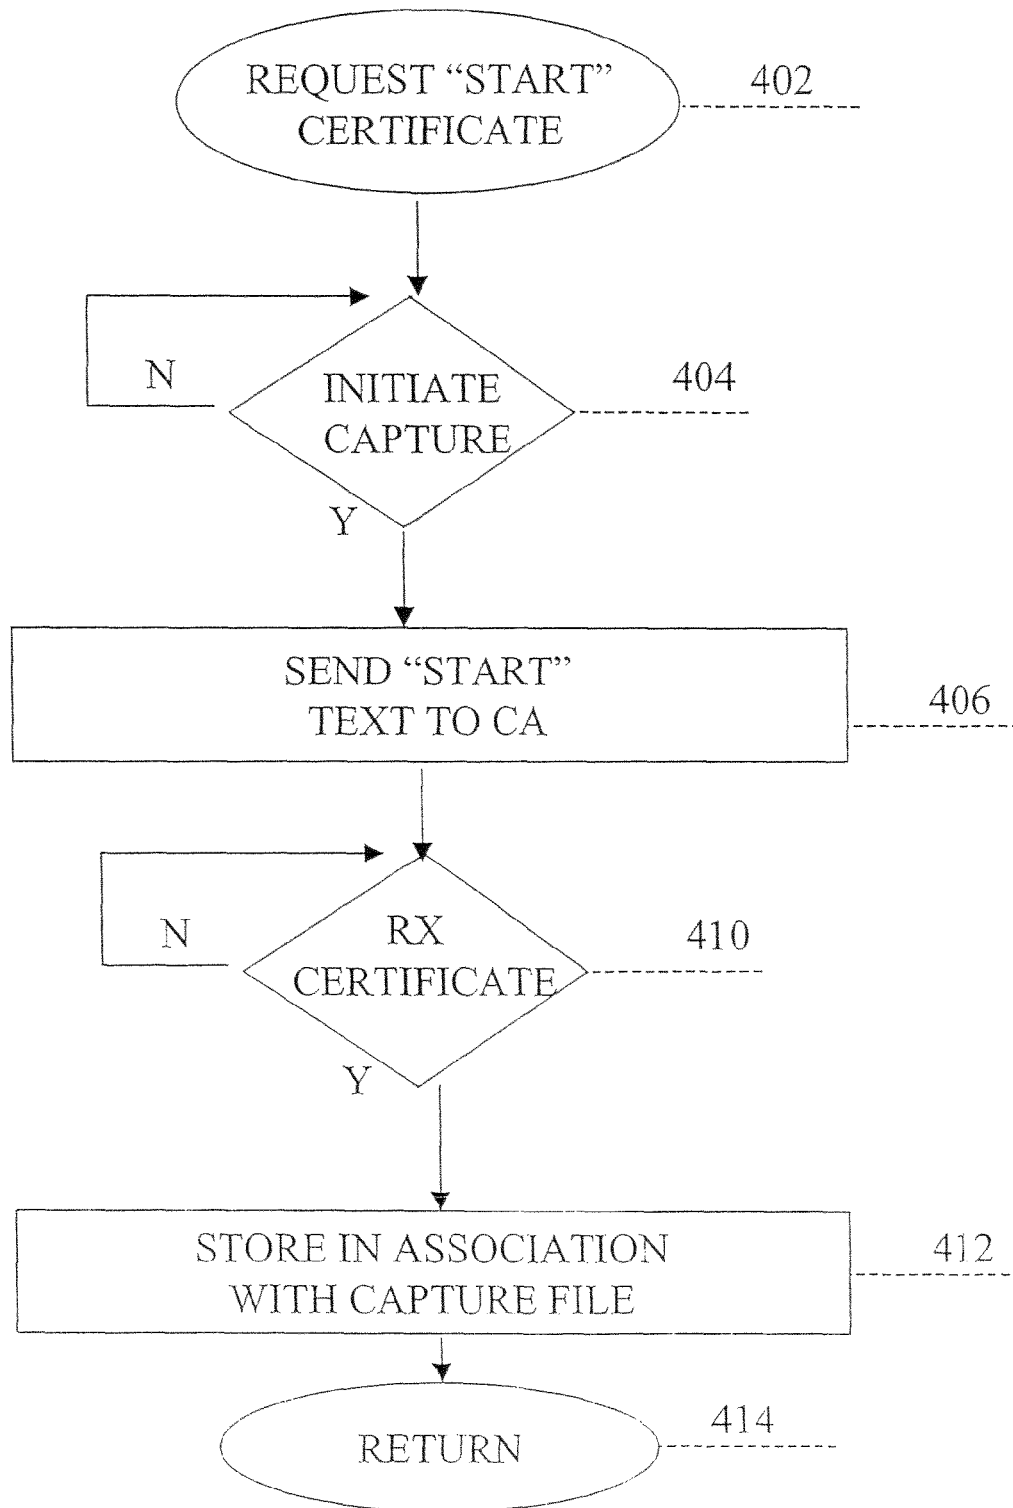 REQUEST “START”
CERTIFICATE
402
N
INITIATE
CAPTURE
404
Y
SEND “START”
TEXT TO CA
406
N
RX
CERTIFICATE
410
Y
STORE IN ASSOCIATION
WITH CAPTURE FILE
412
RETURN
414